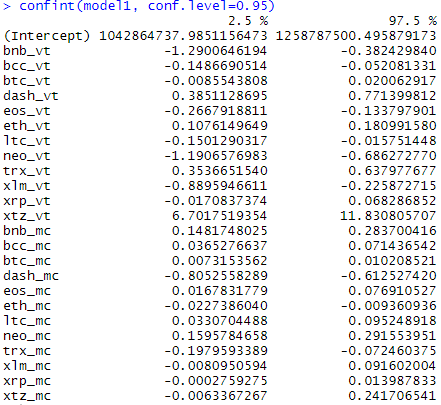 > confint(model1, conf.level=0.95)
2.5 % 97.5 %
(Intercept) 1042864737.9851156473 1258787500.495879173
bnb_vt -1.2900646194 -0.382429840
bcc_vt -0.1486690514 -0.052081331
btc_vt -0.0085543808 0.020062917
dash_vt 0.3851128695 0.771399812
eos_vt -0.2667918811 -0.133797901
eth_vt 0.1076149649 0.180991580
ltc_vt -0.1501290317 -0.015751448
neo_vt -1.1906576983 -0.686272770
trx_vt 0.3536651540 0.637977677
xlm_vt -0.8895946611 -0.225872715
xrp_vt -0.0170837374 0.068286852
xtz_vt 6.7017519354 11.830805707
bnb_mc 0.1481748025 0.283700416
bcc_mc 0.0365276637 0.071436542
btc_mc 0.0073153562 0.010208521
dash_mc -0.8052558289 -0.612527420
eos_mc 0.0167831779 0.076910527
eth_mc -0.0227386040 -0.009360936
ltc_mc 0.0330704488 0.095248918
neo_mc 0.1595784658 0.291553951
trx_mc -0.1979593389 -0.072460375
xlm_mc -0.0080950594 0.091602004
xrp_mc -0.0002759275 0.013987833
xtz_mc -0.0063367267 0.241706541